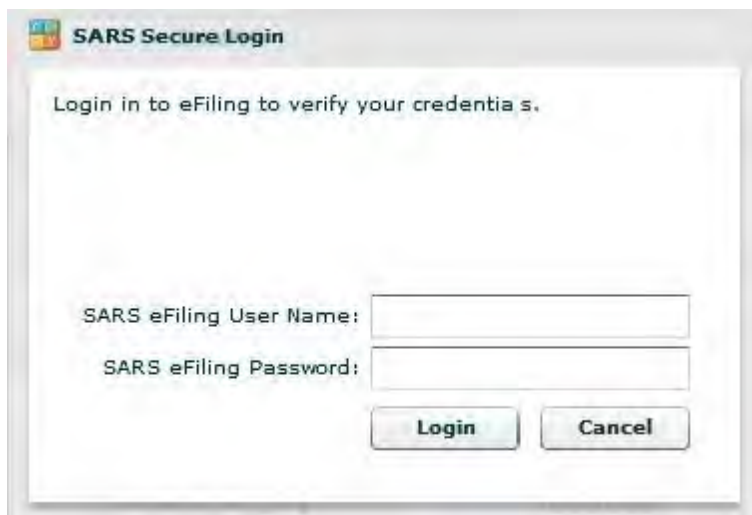 SARS Secure Login
Login in to eFiling to verify your credentia s.
SARS eFiling User Name:
SARS eFiling Password:
Login Cancel